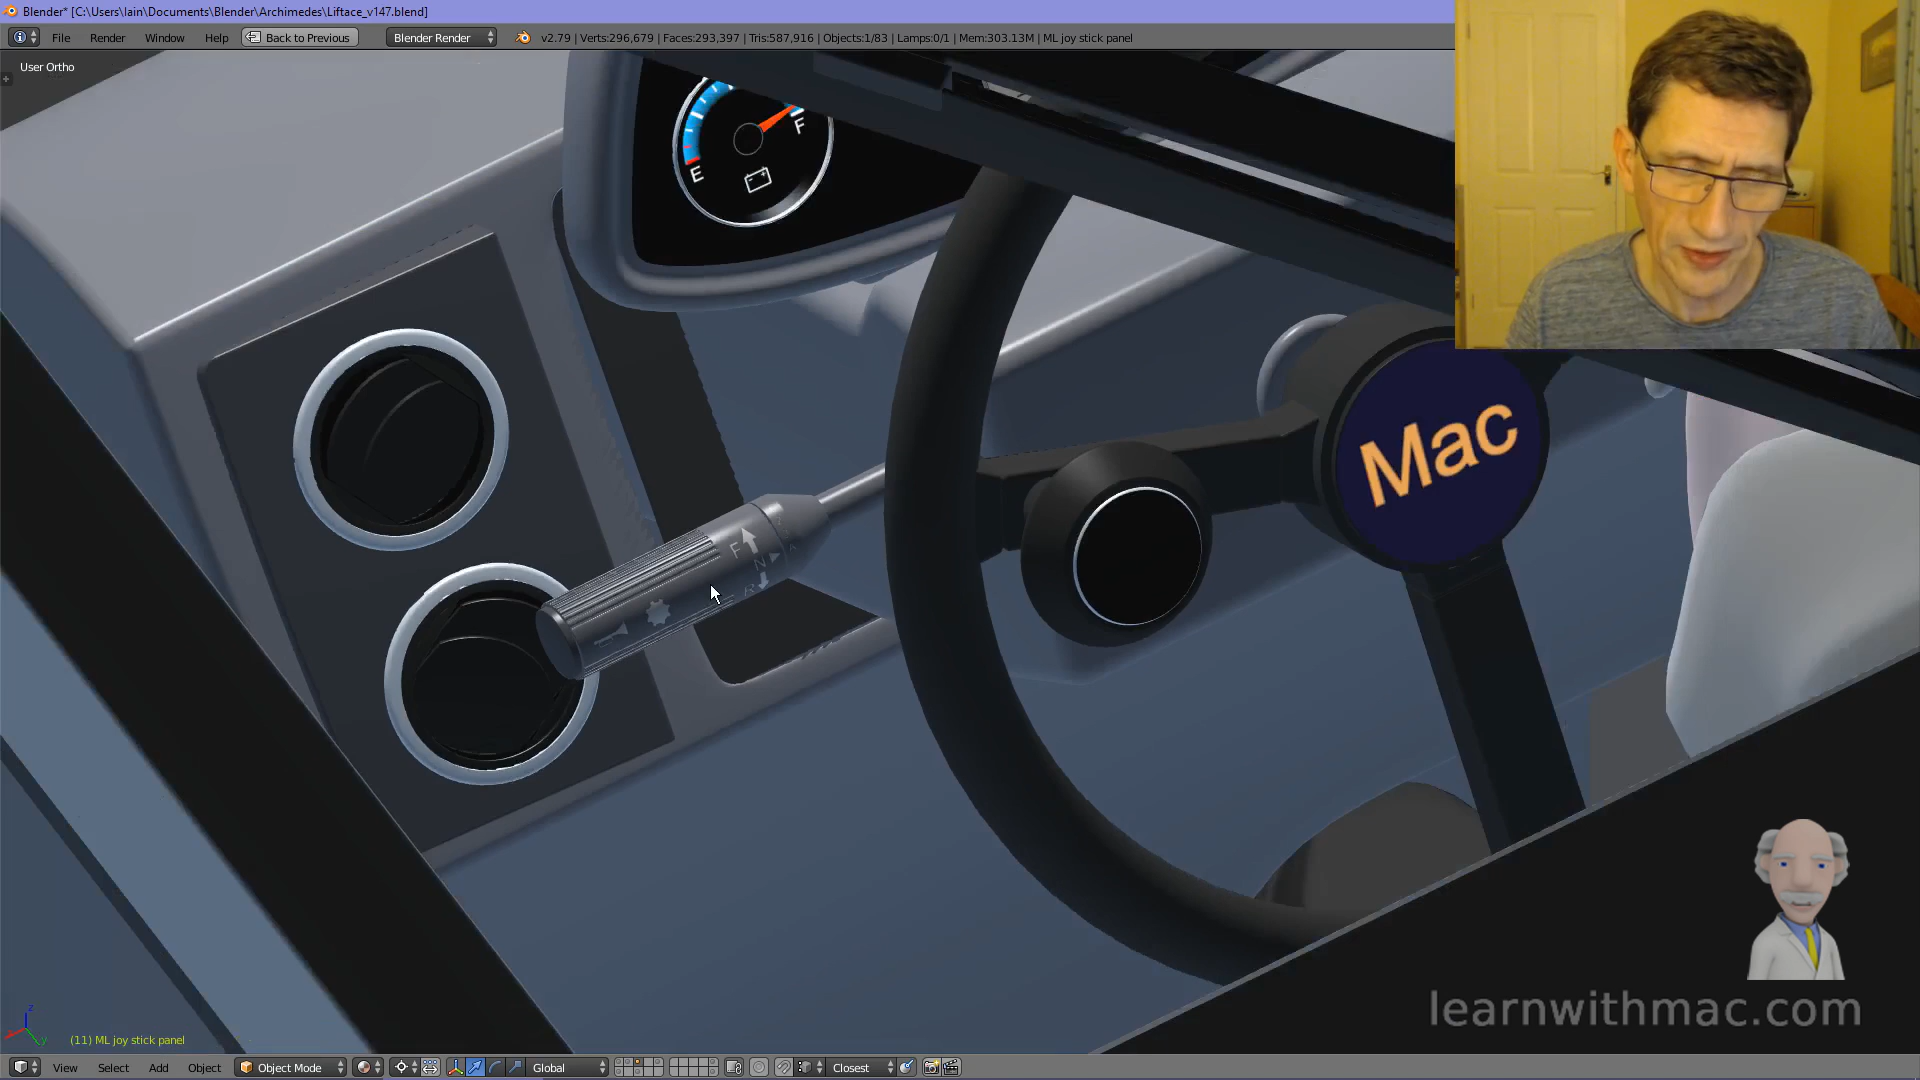 Blender* [C:\Users\Iain\Documents\Blender\Archimedes\Liftace_v147.blend]
File Render Window Help Back to Previous Blender Render v2.79 | Verts:296,679 | Faces:293,397 | Tris:587,916 | Objects:1/83 | Lamps:0/1 | Mem:303.13M | ML joy stick panel
User Ortho
F
E
Mac
F
N
R
learnwithmac.com
(11) ML joy stick panel
View Select Add Object Object Mode Global Closest